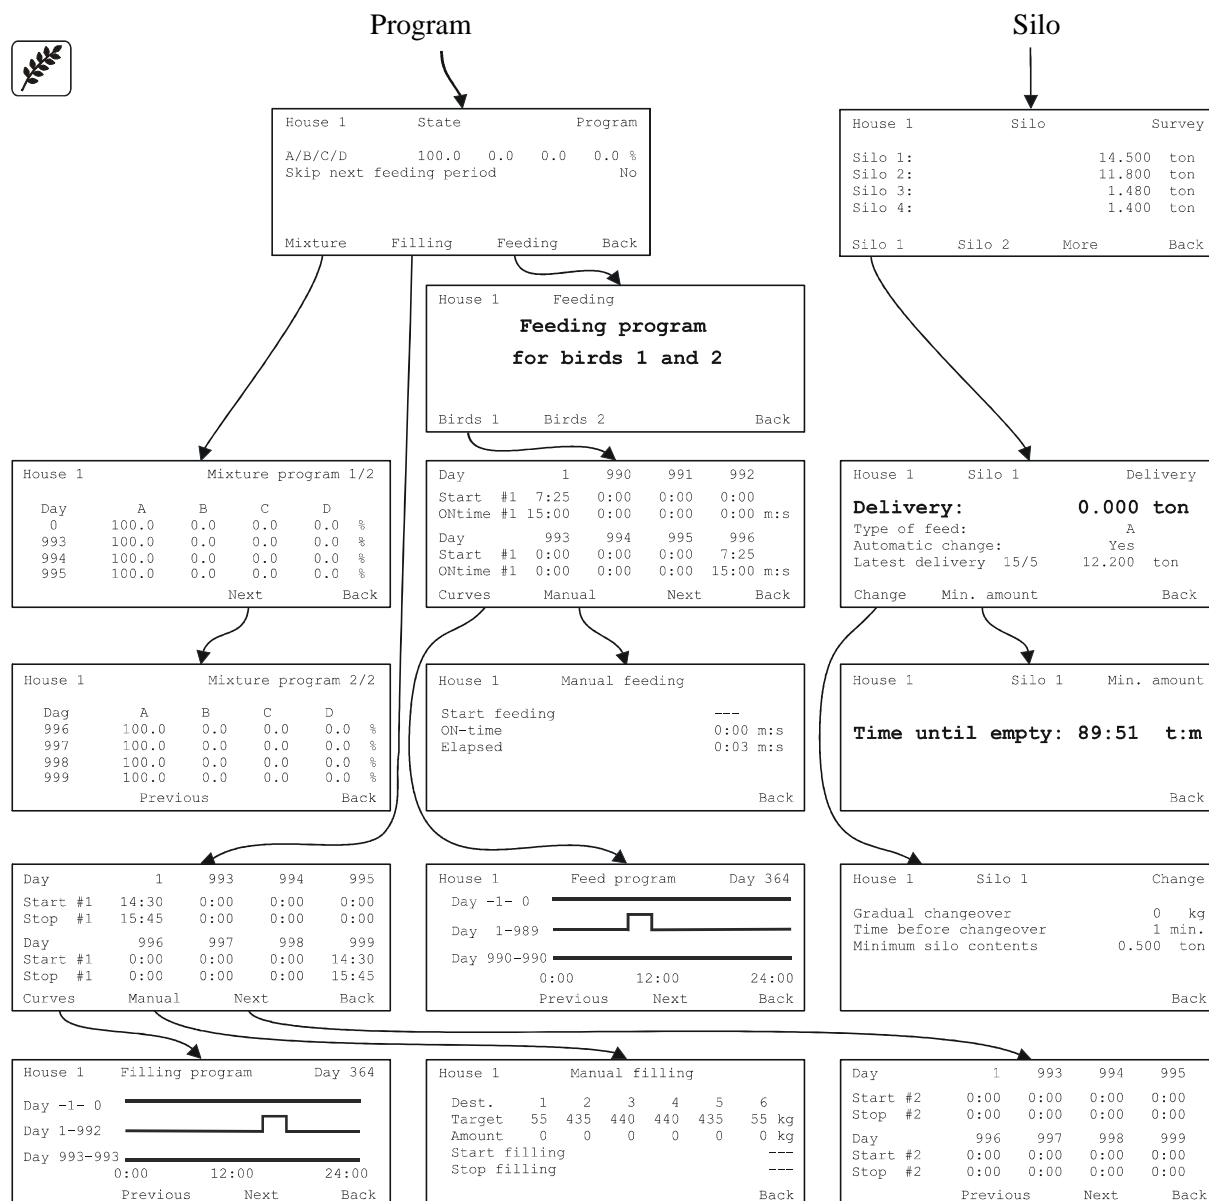 Program
Silo
House 1 State Program
A/B/C/D 100.0 0.0 0.0 0.0 %
Skip next feeding period No
Mixture Filling Feeding Back
House 1 Silo Survey
Silo 1: 14.500 ton
Silo 2: 11.800 ton
Silo 3: 1.480 ton
Silo 4: 1.400 ton
Silo 1 Silo 2 More Back
House 1 Feeding
Feeding program
for birds 1 and 2
Birds 1 Birds 2 Back
House 1 Mixture program 1/2
Day A B C D
0 100.0 0.0 0.0 0.0 %
993 100.0 0.0 0.0 0.0 %
994 100.0 0.0 0.0 0.0 %
995 100.0 0.0 0.0 0.0 %
Next Back
Day 1 990 991 992
Start #1 7:25 0:00 0:00 0:00
ONtime #1 15:00 0:00 0:00 0:00 m:s
Day 993 994 995 996
Start #1 0:00 0:00 0:00 7:25
ONtime #1 0:00 0:00 0:00 15:00 m:s
Curves Manual Next Back
House 1 Silo 1 Delivery
Delivery: 0.000 ton
Type of feed: A
Automatic change: Yes
Latest delivery 15/5 12.200 ton
Change Min. amount Back
House 1 Mixture program 2/2
Dag A B C D
996 100.0 0.0 0.0 0.0 %
997 100.0 0.0 0.0 0.0 %
998 100.0 0.0 0.0 0.0 %
999 100.0 0.0 0.0 0.0 %
Previous Back
House 1 Manual feeding
Start feeding ---
ON-time 0:00 m:s
Elapsed 0:03 m:s
Back
House 1 Silo 1 Min. amount
Time until empty: 89:51 t:m
Back
Day 1 993 994 995
Start #1 14:30 0:00 0:00 0:00
Stop #1 15:45 0:00 0:00 0:00
Day 996 997 998 999
Start #1 0:00 0:00 0:00 14:30
Stop #1 0:00 0:00 0:00 15:45
Curves Manual Next Back
House 1 Feed program Day 364
Day -1- 0
Day 1-989
Day 990-990
0:00 12:00 24:00
Previous Next Back
House 1 Silo 1 Change
Gradual changeover 0 kg
Time before changeover 1 min.
Minimum silo contents 0.500 ton
Back
House 1 Filling program Day 364
Day -1- 0
Day 1-992
Day 993-993
0:00 12:00 24:00
Previous Next Back
House 1 Manual filling
Dest. 1 2 3 4 5 6
Target 55 435 440 440 435 55 kg
Amount 0 0 0 0 0 0 kg
Start filling ---
Stop filling ---
Back
Day 1 993 994 995
Start #2 0:00 0:00 0:00 0:00
Stop #2 0:00 0:00 0:00 0:00
Day 996 997 998 999
Start #2 0:00 0:00 0:00 0:00
Stop #2 0:00 0:00 0:00 0:00
Previous Next Back